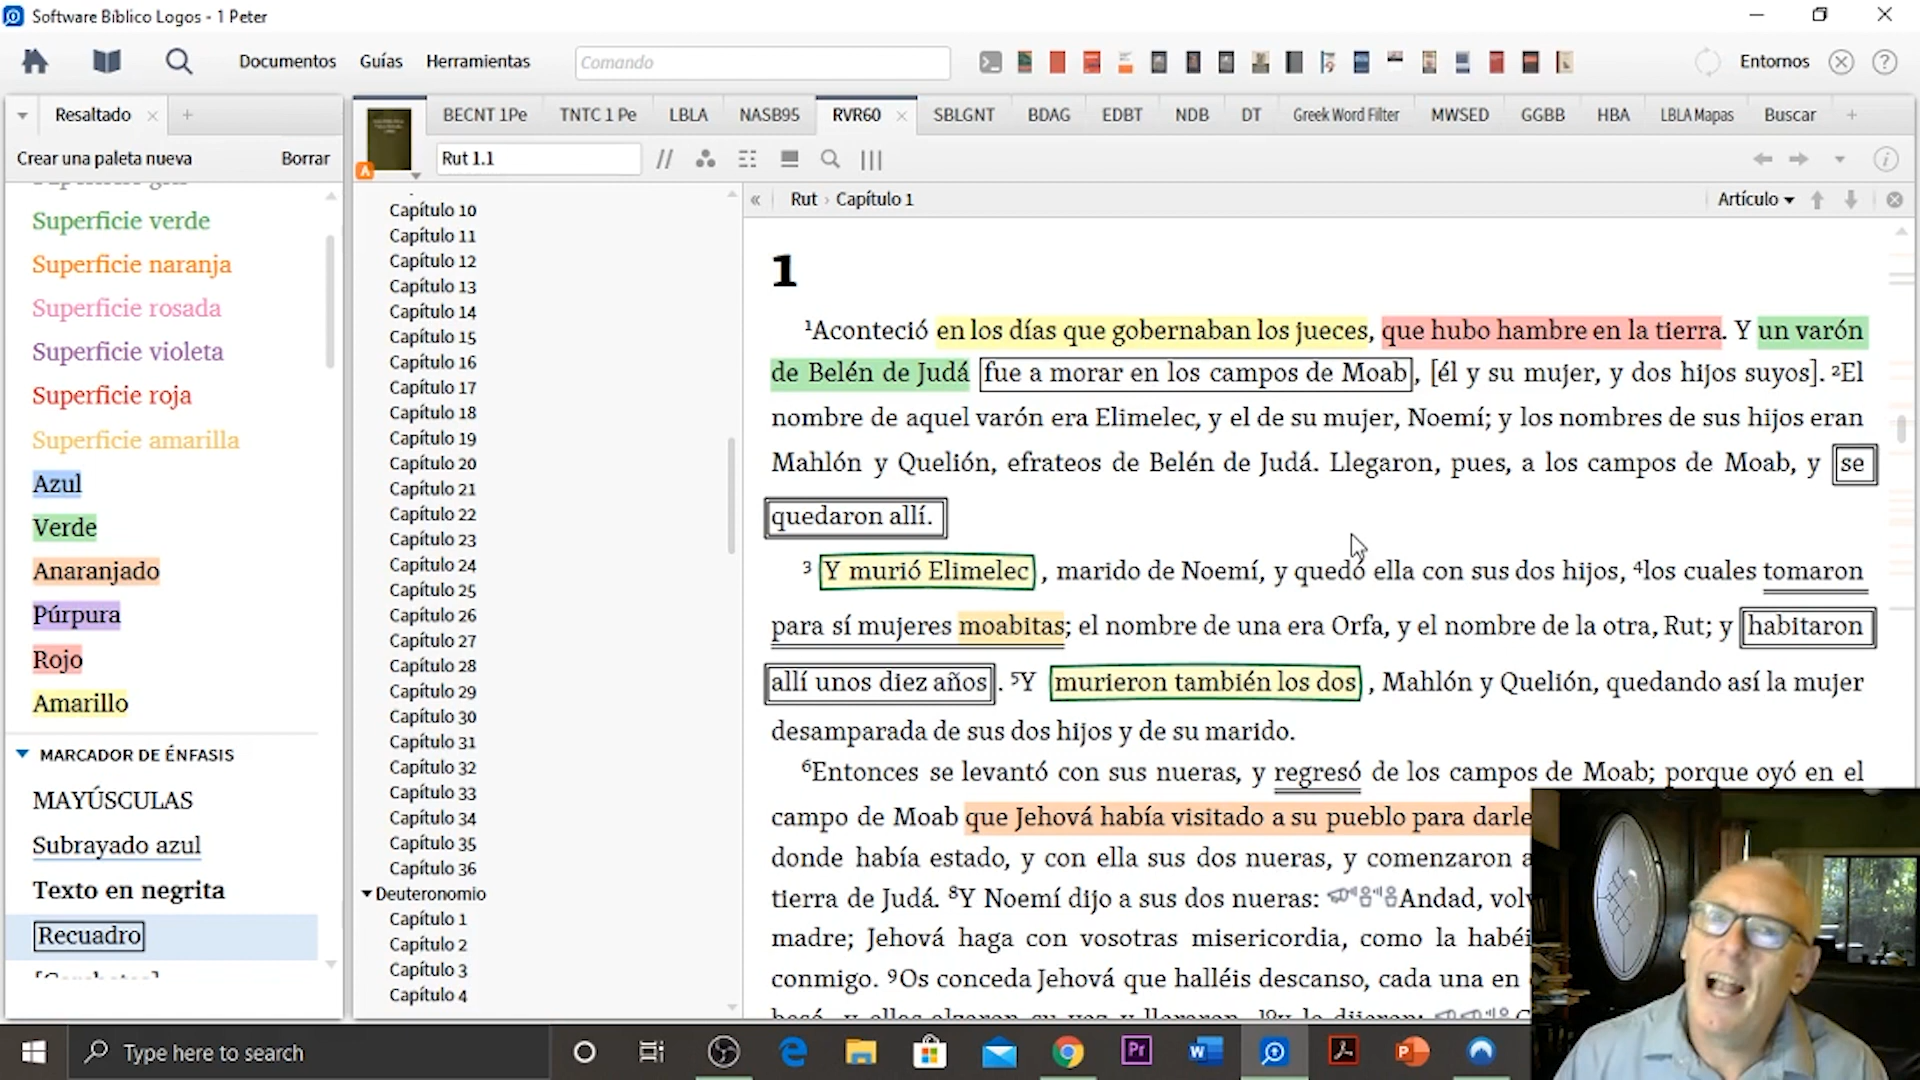 Software Bíblico Logos - 1 Peter
Documentos Guías Herramientas Comando Entornos
Resaltado
BECNT 1Pe TNTC 1 Pe LBLA NASB95 RVR60 SBLGNT BDAG EDBT NDB DT Greek Word Filter MWSED GGBB HBA LBLA Mapas Buscar
Crear una paleta nueva Borrar
Rut 1.1
Rut › Capítulo 1 Artículo
Superficie verde
Superficie naranja
Superficie rosada
Superficie violeta
Superficie roja
Superficie amarilla
Azul
Verde
Anaranjado
Púrpura
Rojo
Amarillo
MARCADOR DE ÉNFASIS
MAYÚSCULAS
Subrayado azul
Texto en negrita
Recuadro
Capítulo 10
Capítulo 11
Capítulo 12
Capítulo 13
Capítulo 14
Capítulo 15
Capítulo 16
Capítulo 17
Capítulo 18
Capítulo 19
Capítulo 20
Capítulo 21
Capítulo 22
Capítulo 23
Capítulo 24
Capítulo 25
Capítulo 26
Capítulo 27
Capítulo 28
Capítulo 29
Capítulo 30
Capítulo 31
Capítulo 32
Capítulo 33
Capítulo 34
Capítulo 35
Capítulo 36
Deuteronomio
Capítulo 1
Capítulo 2
Capítulo 3
Capítulo 4
1
1Aconteció en los días que gobernaban los jueces, que hubo hambre en la tierra. Y un varón
de Belén de Judá fue a morar en los campos de Moab, [él y su mujer, y dos hijos suyos]. 2El
nombre de aquel varón era Elimelec, y el de su mujer, Noemí; y los nombres de sus hijos eran
Mahlón y Quelión, efrateos de Belén de Judá. Llegaron, pues, a los campos de Moab, y se
quedaron allí.
3 Y murió Elimelec, marido de Noemí, y quedó ella con sus dos hijos, 4los cuales tomaron
para sí mujeres moabitas; el nombre de una era Orfa, y el nombre de la otra, Rut; y habitaron
allí unos diez años. 5Y murieron también los dos, Mahlón y Quelión, quedando así la mujer
desamparada de sus dos hijos y de su marido.
6Entonces se levantó con sus nueras, y regresó de los campos de Moab; porque oyó en el
campo de Moab que Jehová había visitado a su pueblo para darle
donde había estado, y con ella sus dos nueras, y comenzaron a
tierra de Judá. 8Y Noemí dijo a sus dos nueras: Andad, volv
madre; Jehová haga con vosotras misericordia, como la habéi
conmigo. 9Os conceda Jehová que halléis descanso, cada una en
Type here to search